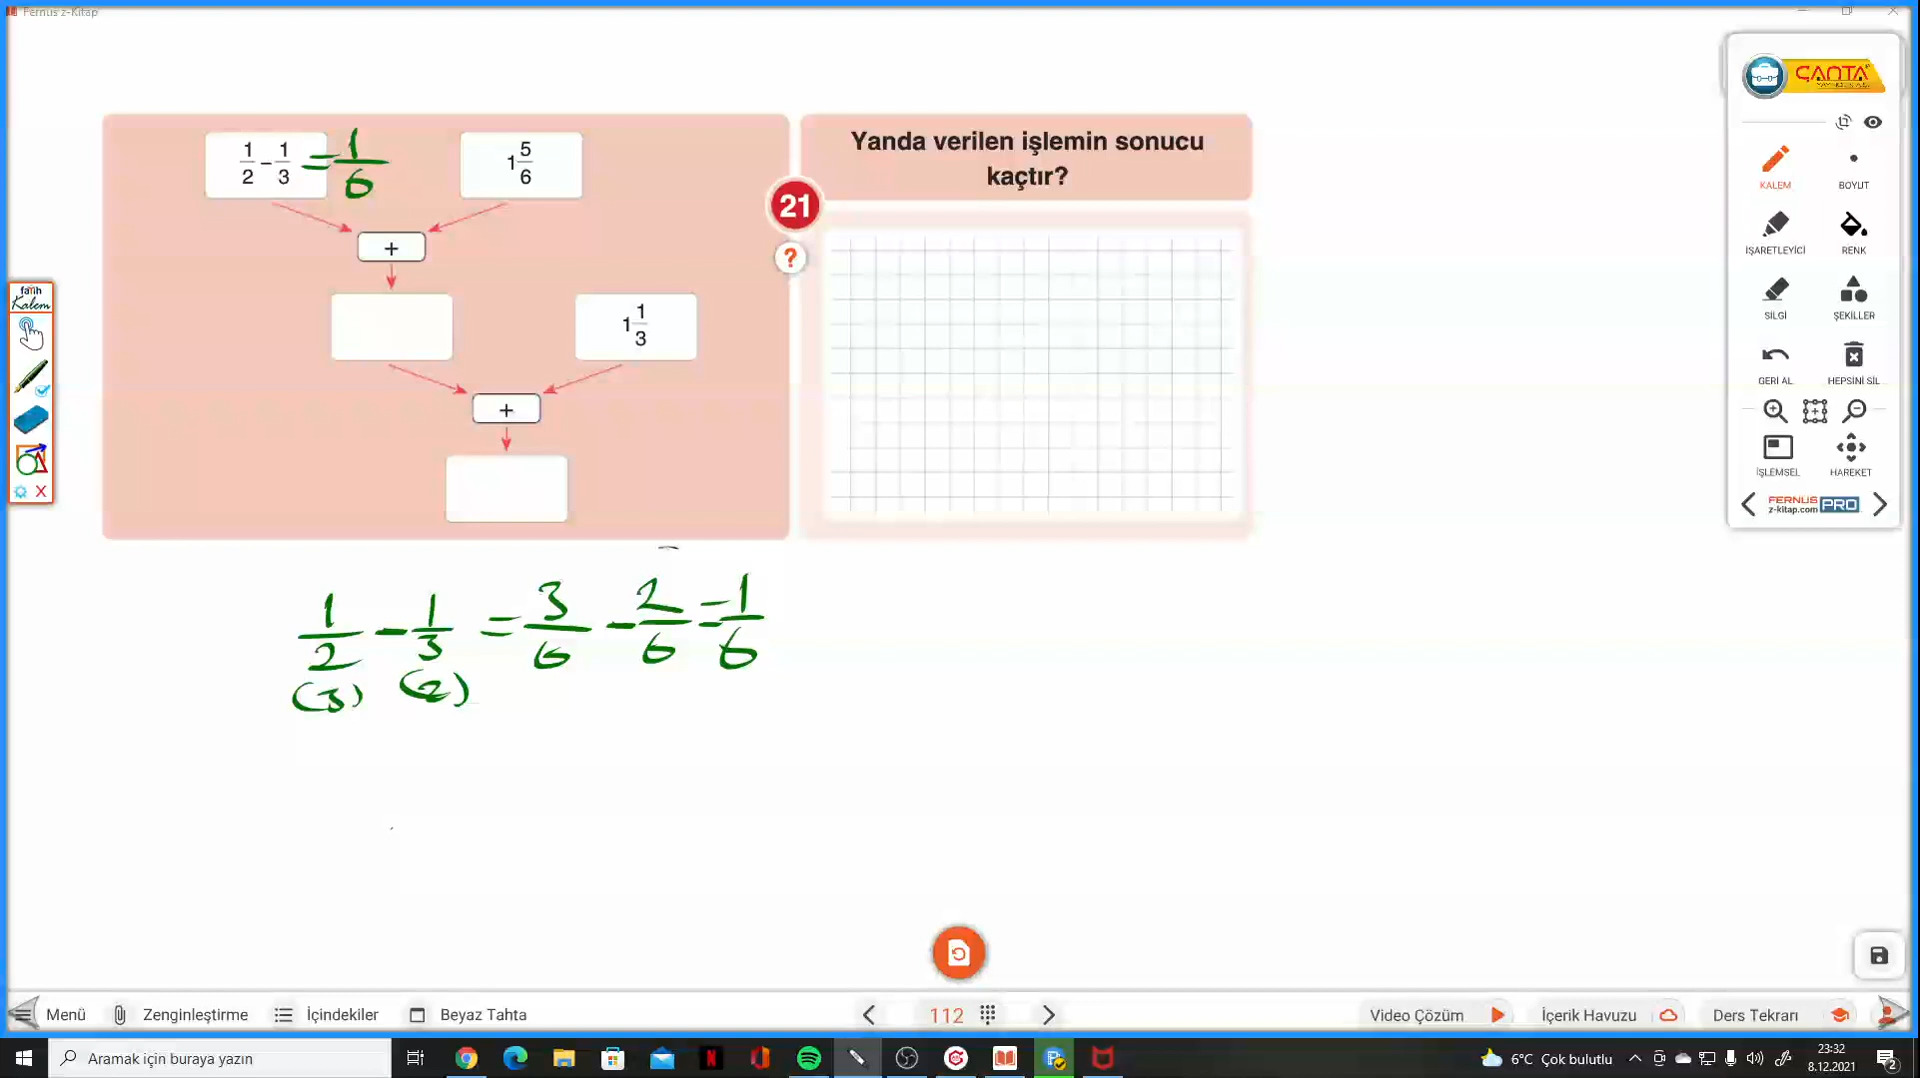 Fernus z-Kitap
1/2 - 1/3 = 1/6
1 5/6
+
1 1/3
+
Yanda verilen işlemin sonucu
kaçtır?
21
?
1/2 - 1/3 = 3/6 - 2/6 = 1/6
(3) (2)
fatih
Kalem
X
ÇANTA
KALEM
BOYUT
İŞARETLEYİCİ
RENK
SİLGİ
ŞEKİLLER
GERİ AL
HEPSİNİ SİL
İŞLEMSEL
HAREKET
FERNUS
z-kitap.com PRO
Menü
Zenginleştirme
İçindekiler
Beyaz Tahta
112
Video Çözüm
İçerik Havuzu
Ders Tekrarı
Aramak için buraya yazın
6°C Çok bulutlu
23:32
8.12.2021
2